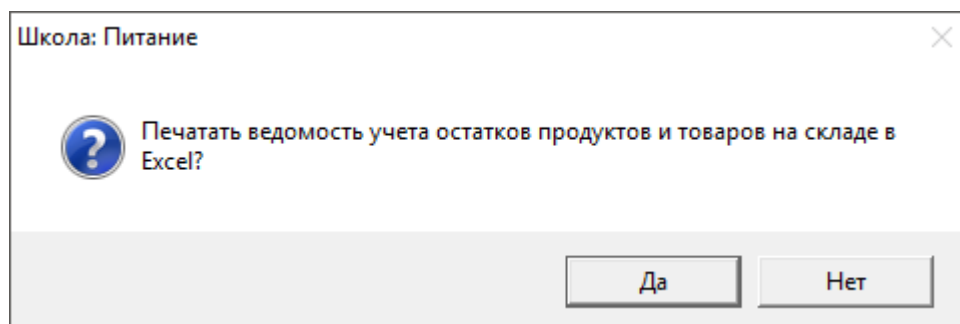 Школа: Питание
Печатать ведомость учета остатков продуктов и товаров на складе в
Excel?
Да
Нет